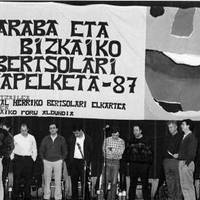 ARABA ETA
BIZKAIKO
BERTSOLARI
TXAPELKETA-87
HERRIKO BERTSOLARI ELKARTEA
FORU ALDUNDIA